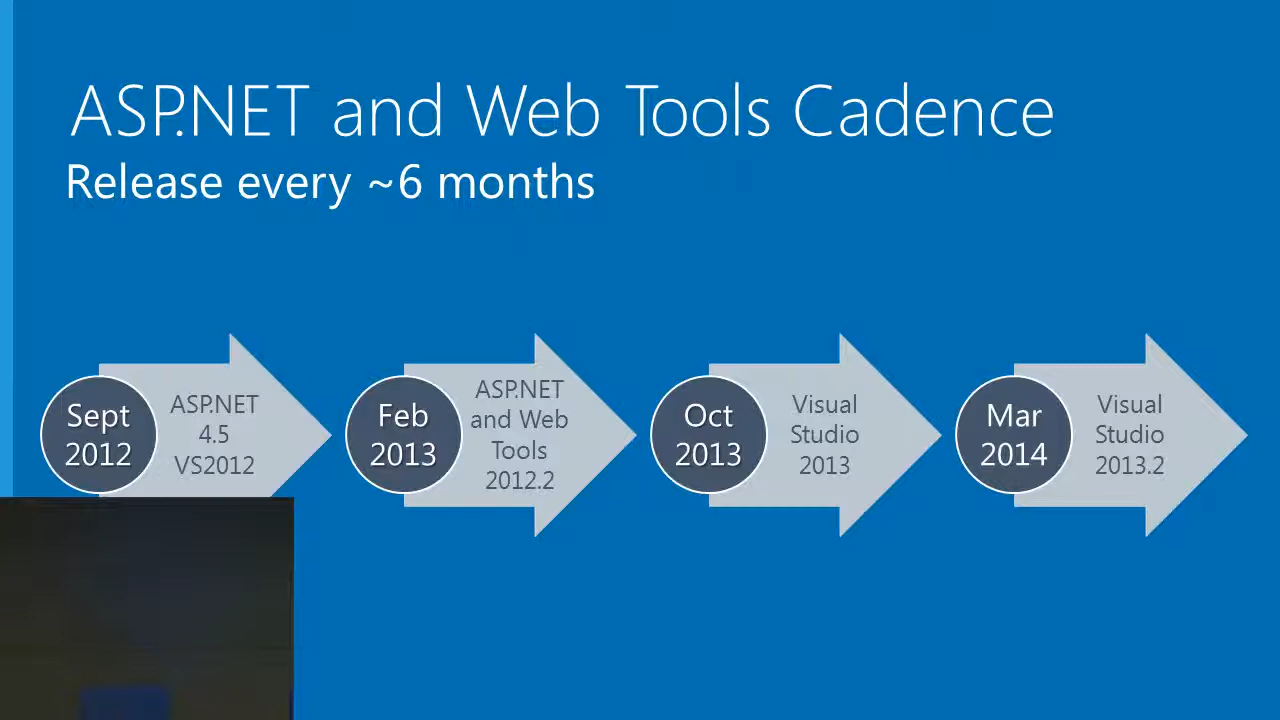 ASP.NET and Web Tools Cadence
Release every ~6 months
Sept
2012
ASP.NET
4.5
VS2012
Feb
2013
ASP.NET
and Web
Tools
2012.2
Oct
2013
Visual
Studio
2013
Mar
2014
Visual
Studio
2013.2